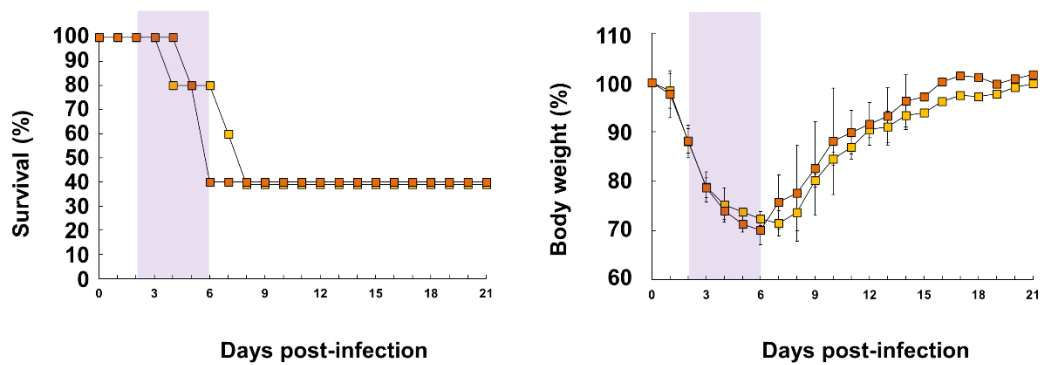 Survival (%)
100
90
80
70
60
50
40
30
20
10
0
0 3 6 9 12 15 18 21
Days post-infection
Body weight (%)
110
100
90
80
70
60
0 3 6 9 12 15 18 21
Days post-infection